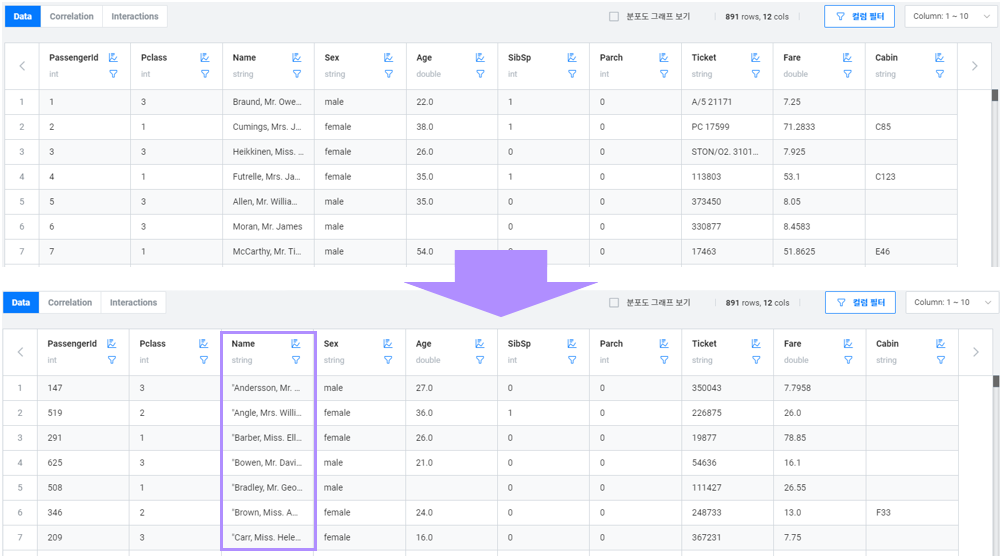 Data Correlation Interactions 분포도 그래프 보기 891 rows, 12 cols 컬럼 필터 Column: 1 ~ 10
PassengerId Pclass Name Sex Age SibSp Parch Ticket Fare Cabin
int int string string double int int string double string
1 1 3 Braund, Mr. Owe... male 22.0 1 0 A/5 21171 7.25
2 2 1 Cumings, Mrs. J... female 38.0 1 0 PC 17599 71.2833 C85
3 3 3 Heikkinen, Miss. ... female 26.0 0 0 STON/O2. 3101... 7.925
4 4 1 Futrelle, Mrs. Ja... female 35.0 1 0 113803 53.1 C123
5 5 3 Allen, Mr. Willia... male 35.0 0 0 373450 8.05
6 6 3 Moran, Mr. James male 0 0 330877 8.4583
7 7 1 McCarthy, Mr. Ti... male 54.0 0 17463 51.8625 E46
Data Correlation Interactions 분포도 그래프 보기 891 rows, 12 cols 컬럼 필터 Column: 1 ~ 10
PassengerId Pclass Name Sex Age SibSp Parch Ticket Fare Cabin
int int string string double int int string double string
1 147 3 "Andersson, Mr. ... male 27.0 0 0 350043 7.7958
2 519 2 "Angle, Mrs. Willi... female 36.0 1 0 226875 26.0
3 291 1 "Barber, Miss. Ell... female 26.0 0 0 19877 78.85
4 625 3 "Bowen, Mr. Davi... male 21.0 0 0 54636 16.1
5 508 1 "Bradley, Mr. Geo... male 0 0 111427 26.55
6 346 2 "Brown, Miss. A... female 24.0 0 0 248733 13.0 F33
7 209 3 "Carr, Miss. Hele... female 16.0 0 0 367231 7.75